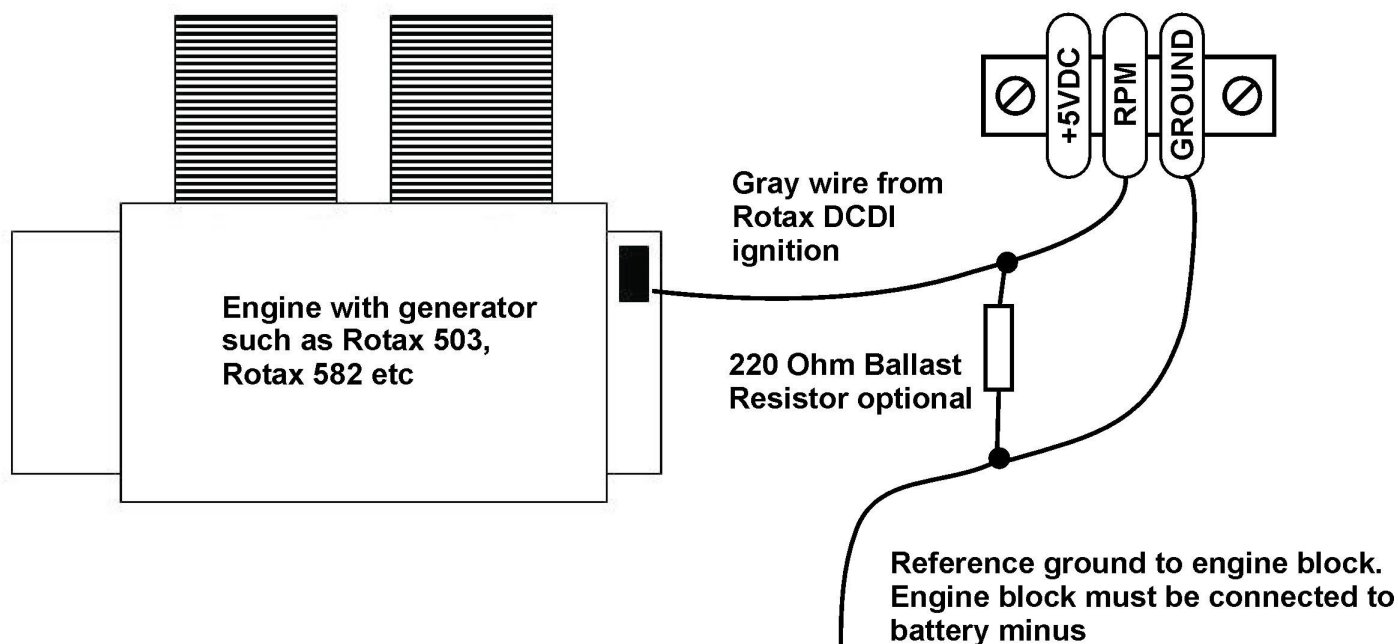 +5VDC
RPM
GROUND
Gray wire from
Rotax DCDI
ignition
Engine with generator
such as Rotax 503,
Rotax 582 etc
220 Ohm Ballast
Resistor optional
Reference ground to engine block.
Engine block must be connected to
battery minus